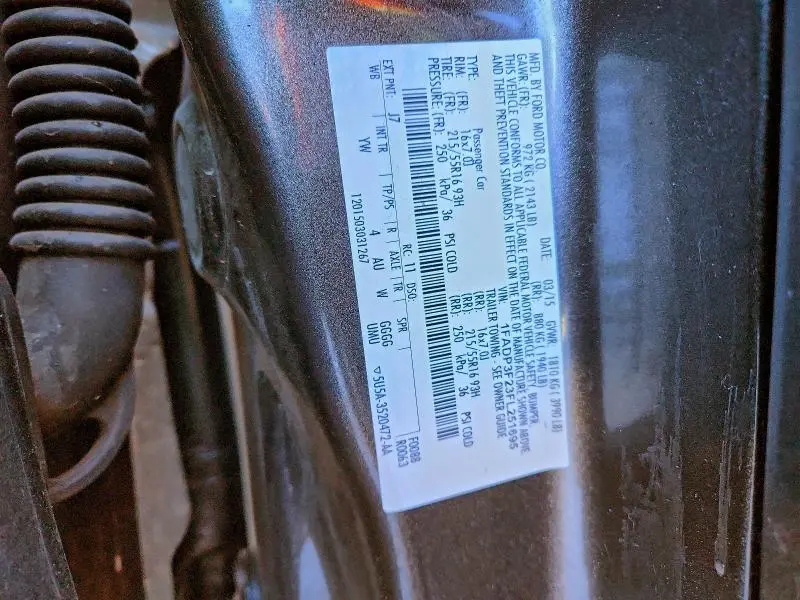 MFD BY FORD MOTOR CO. DATE: 03/15 GVWR: 1810 KG ( 3990 LB)
GAWR: (FR): 972 KG ( 2143 LB) (RR): 880 KG ( 1940 LB)
THIS VEHICLE CONFORMS TO ALL APPLICABLE FEDERAL MOTOR VEHICLE SAFETY, BUMPER,
AND THEFT PREVENTION STANDARDS IN EFFECT ON THE DATE OF MANUFACTURE SHOWN ABOVE.
VIN: 1FADP3F23FL251695
TYPE: Passenger Car TRAILER TOWING - SEE OWNER GUIDE
RIM: (FR): 16x7.0J (RR): 16x7.0J
TIRE: (FR): 215/55R16 93H (RR): 215/55R16 93H
PRESSURE: (FR): 250 kPa/ 36 PSI COLD (RR): 250 kPa/ 36 PSI COLD
EXT PNT: J7 RC: 11 DSO: F00BB
R0063
WB INT TR TP/PS R AXLE TR SPR
YW 4 AU W GGGG
UMU
1201503031267 ▽5U5A-3520472-AA